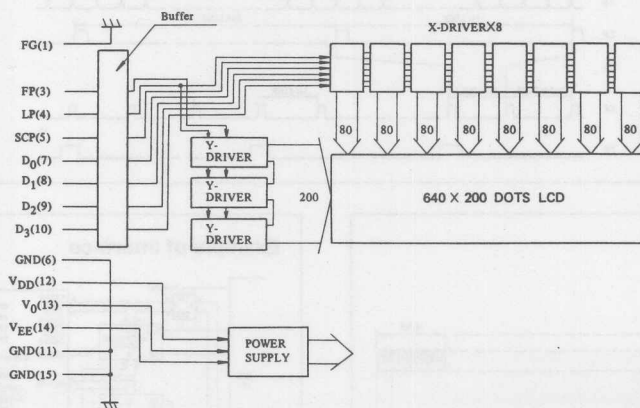 Buffer
X-DRIVERX8
FG(1)
FP(3)
LP(4)
SCP(5)
D0(7)
D1(8)
D2(9)
D3(10)
GND(6)
VDD(12)
V0(13)
VEE(14)
GND(11)
GND(15)
80 80 80 80 80 80 80 80
Y-
DRIVER
Y-
DRIVER
Y-
DRIVER
200
640 X 200 DOTS LCD
POWER
SUPPLY